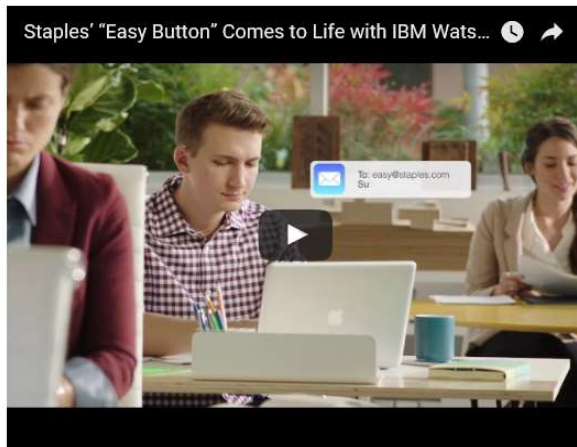 Staples’ “Easy Button” Comes to Life with IBM Wats...
To: easy@staples.com
Su